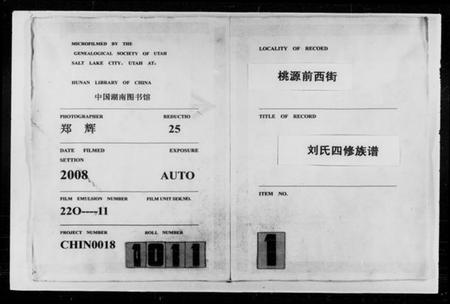 MICROFILMED BY THE
GENEALOGICAL SOCIETY OF UTAH
SALT LAKE CITY, UTAH AT:
HUNAN LIBRARY OF CHINA
中国湖南图书馆
PHOTOGRAPHER REDUCTIO
郑 辉 25
DATE FILMED EXPOSURE
SETTION
2008 AUTO
FILM EMULSION NUMBER FILM UNIT SER.NO.
22O----11
PROJECT NUMBER ROLL NUMBER
CHIN0018 1011
LOCALITY OF RECOED
桃源前西街
TITLE OF RECORD
刘氏四修族谱
ITEM NO.
1